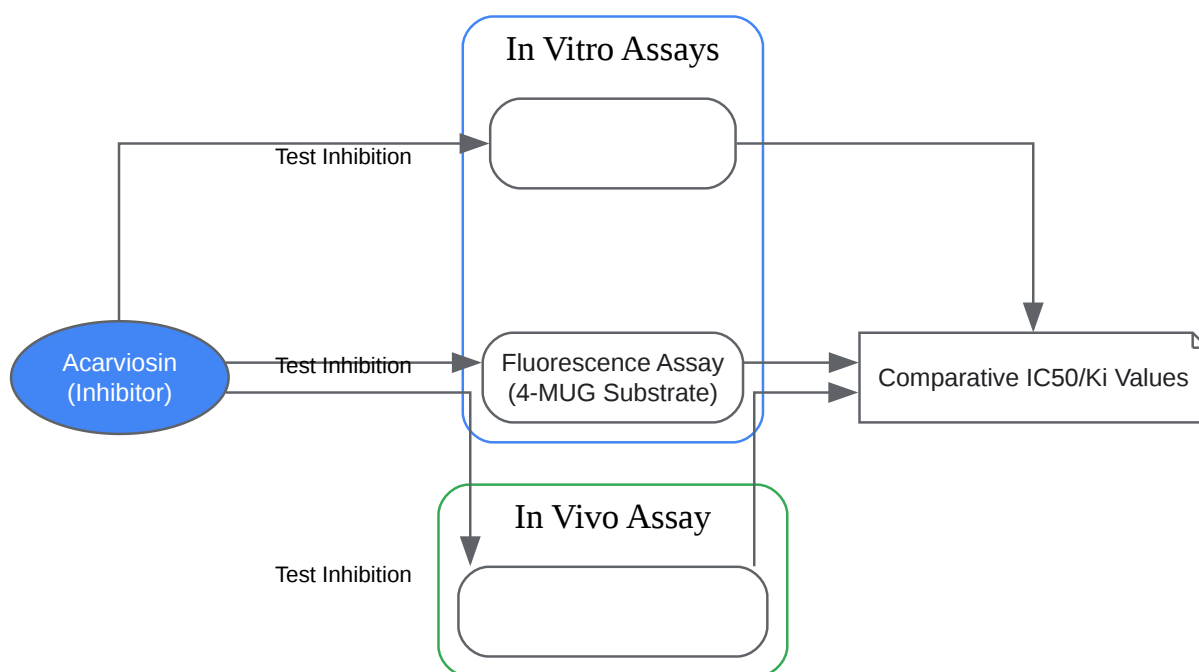 In Vitro Assays
Test Inhibition
Acarviosin
(Inhibitor)
Test Inhibition
Fluorescence Assay
(4-MUG Substrate)
Comparative IC50/Ki Values
In Vivo Assay
Test Inhibition